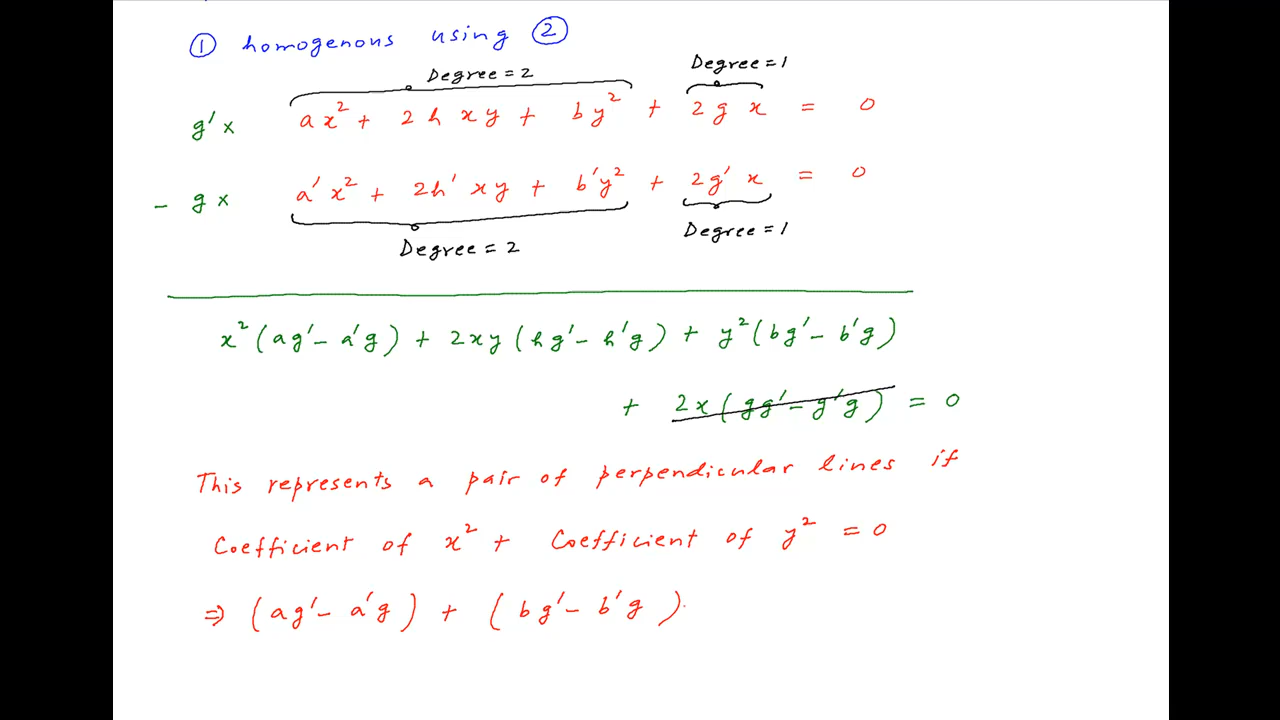 ① homogenous using ②
Degree = 2 Degree = 1
g' × ax² + 2hxy + by² + 2gx = 0
- g × a'x² + 2h'xy + b'y² + 2g'x = 0
Degree = 2 Degree = 1
x²(ag' - a'g) + 2xy(hg' - h'g) + y²(bg' - b'g)
+ 2x(gg' - g'g) = 0
This represents a pair of perpendicular lines if
Coefficient of x² + Coefficient of y² = 0
⇒ (ag' - a'g) + (bg' - b'g)